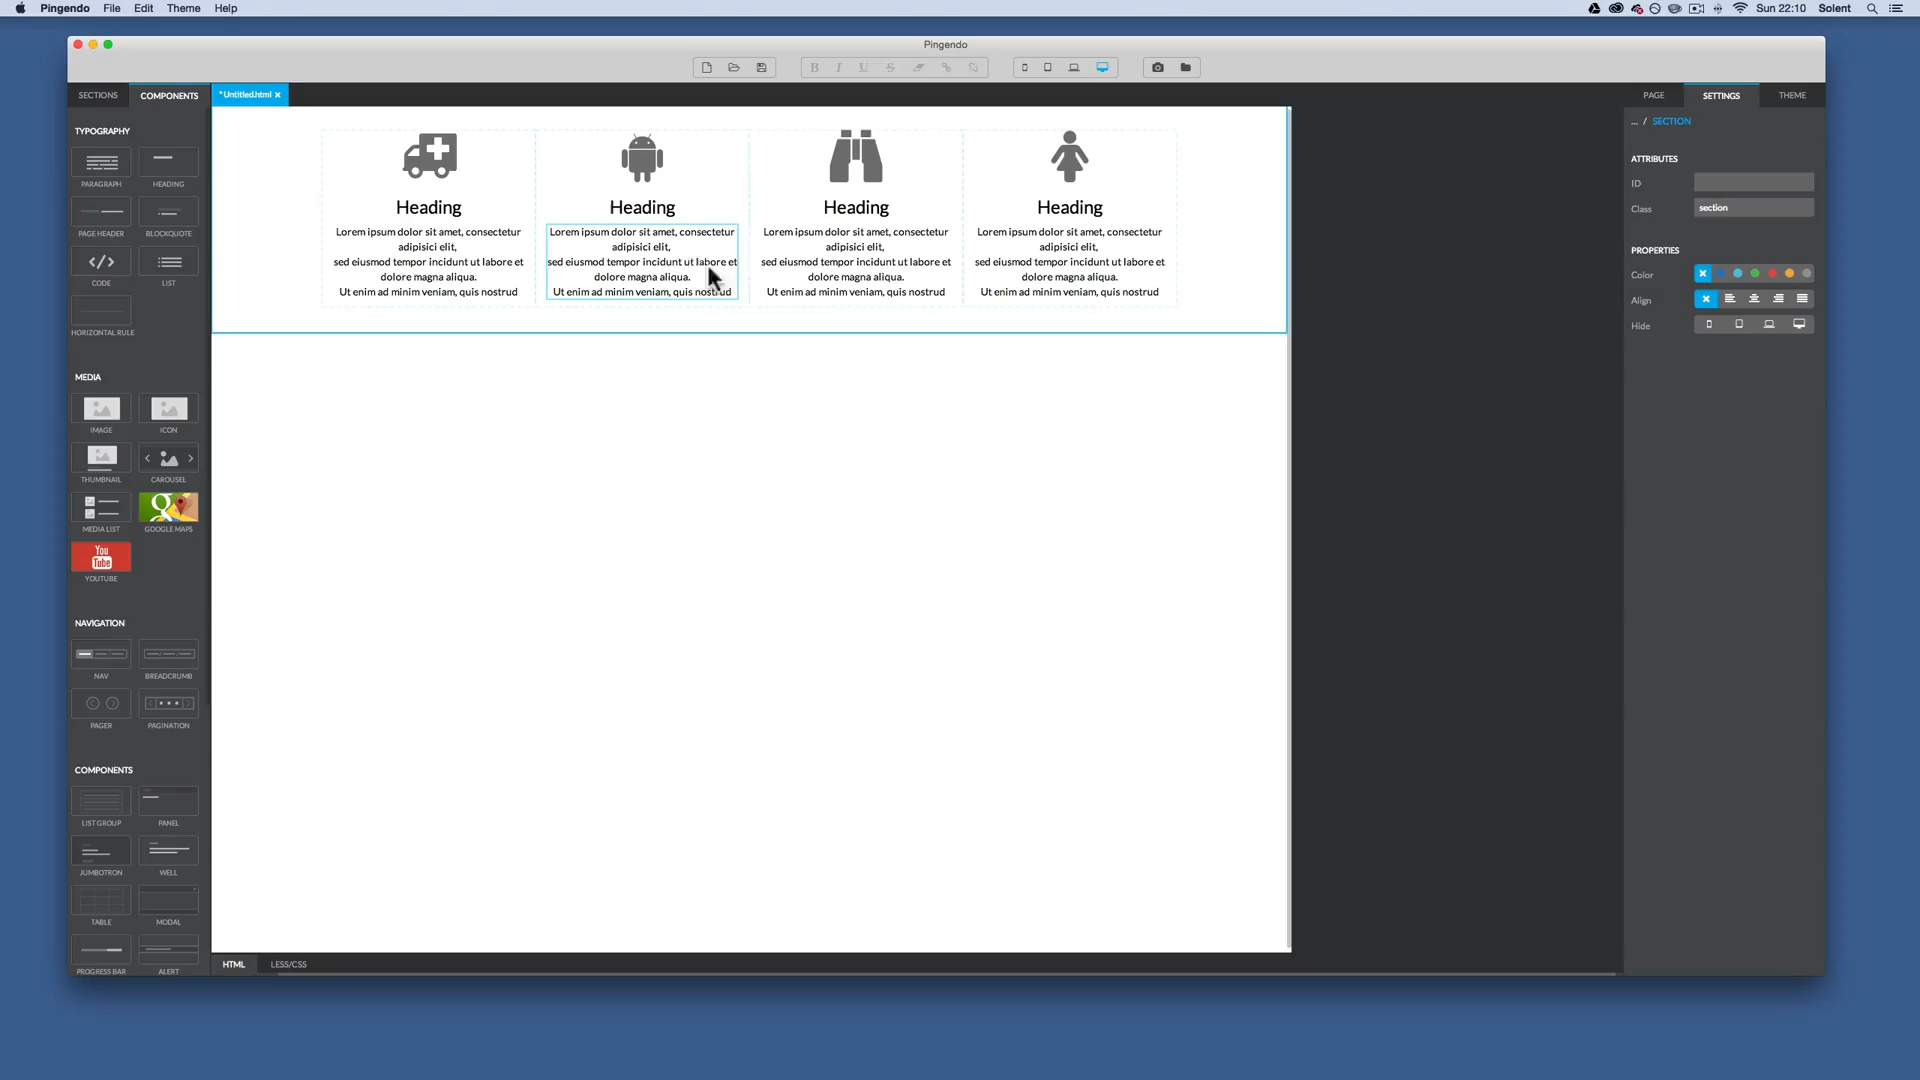 Pingendo File Edit Theme Help Sun 22:10 Solent
Pingendo
SECTIONS COMPONENTS *Untitled.html × PAGE SETTINGS THEME
... / SECTION
TYPOGRAPHY
PARAGRAPH HEADING
PAGE HEADER BLOCKQUOTE
CODE LIST
HORIZONTAL RULE
MEDIA
IMAGE ICON
THUMBNAIL CAROUSEL
MEDIA LIST GOOGLE MAPS
You
Tube
YOUTUBE
NAVIGATION
NAV BREADCRUMB
PAGER PAGINATION
COMPONENTS
LIST GROUP PANEL
JUMBOTRON WELL
TABLE MODAL
PROGRESS BAR ALERT
Heading
Lorem ipsum dolor sit amet, consectetur
adipisici elit,
sed eiusmod tempor incidunt ut labore et
dolore magna aliqua.
Ut enim ad minim veniam, quis nostrud
Heading
Lorem ipsum dolor sit amet, consectetur
adipisici elit,
sed eiusmod tempor incidunt ut labore et
dolore magna aliqua.
Ut enim ad minim veniam, quis nostrud
Heading
Lorem ipsum dolor sit amet, consectetur
adipisici elit,
sed eiusmod tempor incidunt ut labore et
dolore magna aliqua.
Ut enim ad minim veniam, quis nostrud
Heading
Lorem ipsum dolor sit amet, consectetur
adipisici elit,
sed eiusmod tempor incidunt ut labore et
dolore magna aliqua.
Ut enim ad minim veniam, quis nostrud
ATTRIBUTES
ID
Class section
PROPERTIES
Color
Align
Hide
HTML LESS/CSS